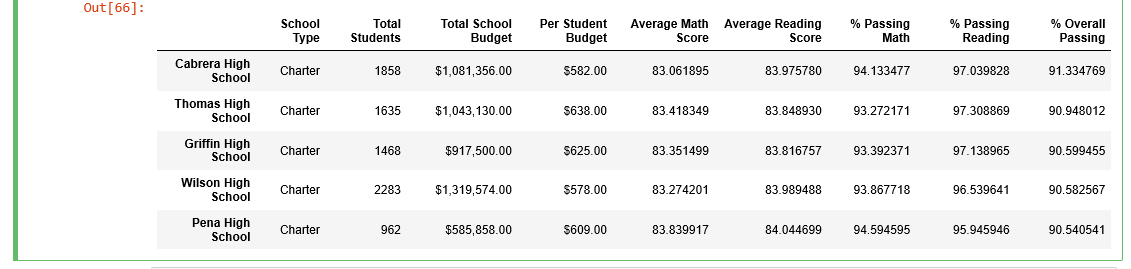 Out[66]:
School Type Total Students Total School Budget Per Student Budget Average Math Score Average Reading Score % Passing Math % Passing Reading % Overall Passing
Cabrera High School Charter 1858 $1,081,356.00 $582.00 83.061895 83.975780 94.133477 97.039828 91.334769
Thomas High School Charter 1635 $1,043,130.00 $638.00 83.418349 83.848930 93.272171 97.308869 90.948012
Griffin High School Charter 1468 $917,500.00 $625.00 83.351499 83.816757 93.392371 97.138965 90.599455
Wilson High School Charter 2283 $1,319,574.00 $578.00 83.274201 83.989488 93.867718 96.539641 90.582567
Pena High School Charter 962 $585,858.00 $609.00 83.839917 84.044699 94.594595 95.945946 90.540541